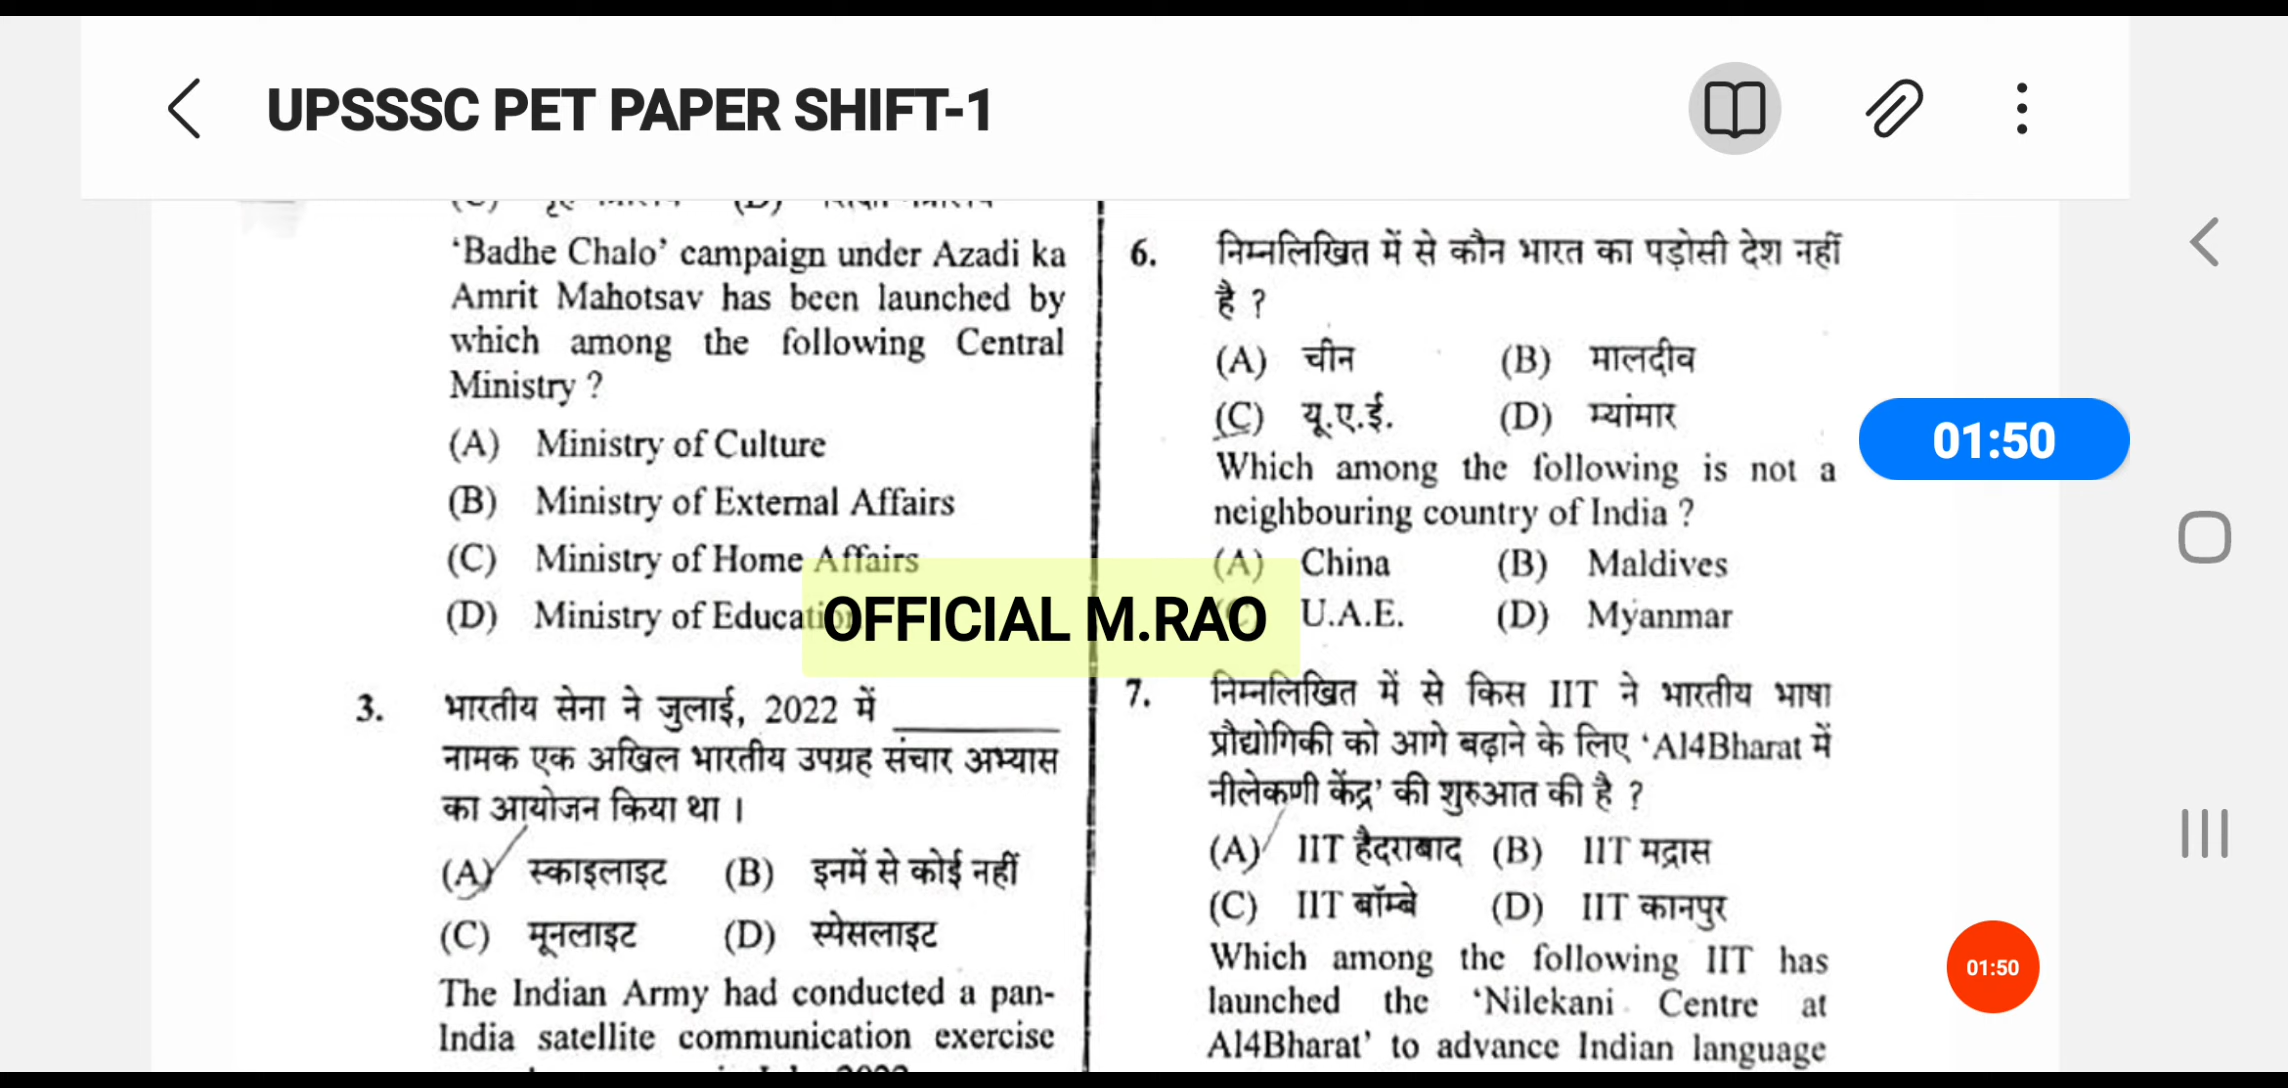 UPSSSC PET PAPER SHIFT-1
‘Badhe Chalo’ campaign under Azadi ka
Amrit Mahotsav has been launched by
which among the following Central
Ministry ?
(A) Ministry of Culture
(B) Ministry of External Affairs
(C) Ministry of Home Affairs
(D) Ministry of Education
3. भारतीय सेना ने जुलाई, 2022 में ________
नामक एक अखिल भारतीय उपग्रह संचार अभ्यास
का आयोजन किया था ।
(A) स्काइलाइट (B) इनमें से कोई नहीं
(C) मूनलाइट (D) स्पेसलाइट
The Indian Army had conducted a pan-
India satellite communication exercise
6. निम्नलिखित में से कौन भारत का पड़ोसी देश नहीं
है ?
(A) चीन (B) मालदीव
(C) यू.ए.ई. (D) म्यांमार
Which among the following is not a
neighbouring country of India ?
(A) China (B) Maldives
(C) U.A.E. (D) Myanmar
7. निम्नलिखित में से किस IIT ने भारतीय भाषा
प्रौद्योगिकी को आगे बढ़ाने के लिए ‘Al4Bharat में
नीलेकणी केंद्र’ की शुरुआत की है ?
(A) IIT हैदराबाद (B) IIT मद्रास
(C) IIT बॉम्बे (D) IIT कानपुर
Which among the following IIT has
launched the ‘Nilekani Centre at
Al4Bharat’ to advance Indian language
OFFICIAL M.RAO
01:50
01:50